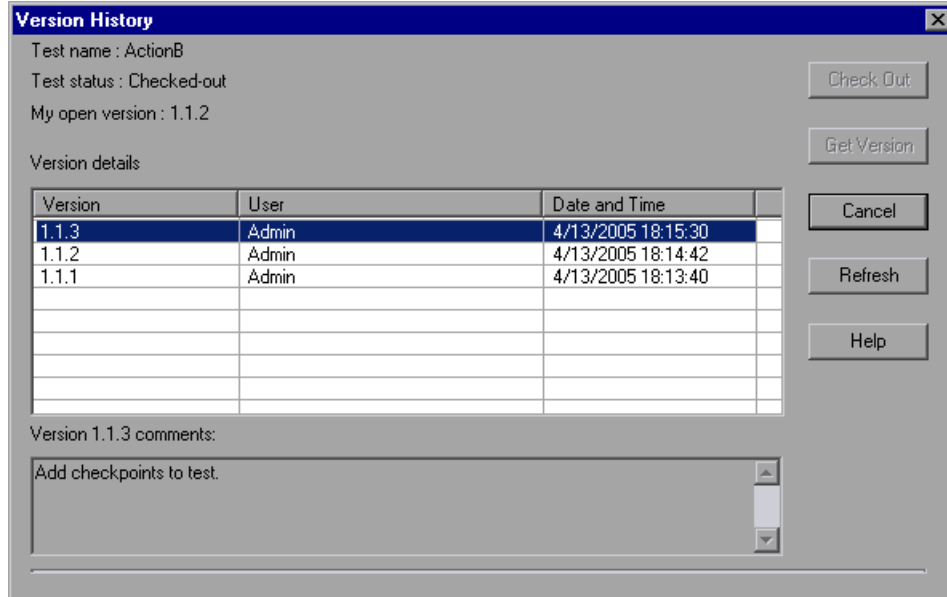 Version History
Test name : ActionB
Test status : Checked-out
My open version : 1.1.2
Version details
Version User Date and Time
1.1.3 Admin 4/13/2005 18:15:30
1.1.2 Admin 4/13/2005 18:14:42
1.1.1 Admin 4/13/2005 18:13:40
Version 1.1.3 comments:
Add checkpoints to test.
Check Out
Get Version
Cancel
Refresh
Help